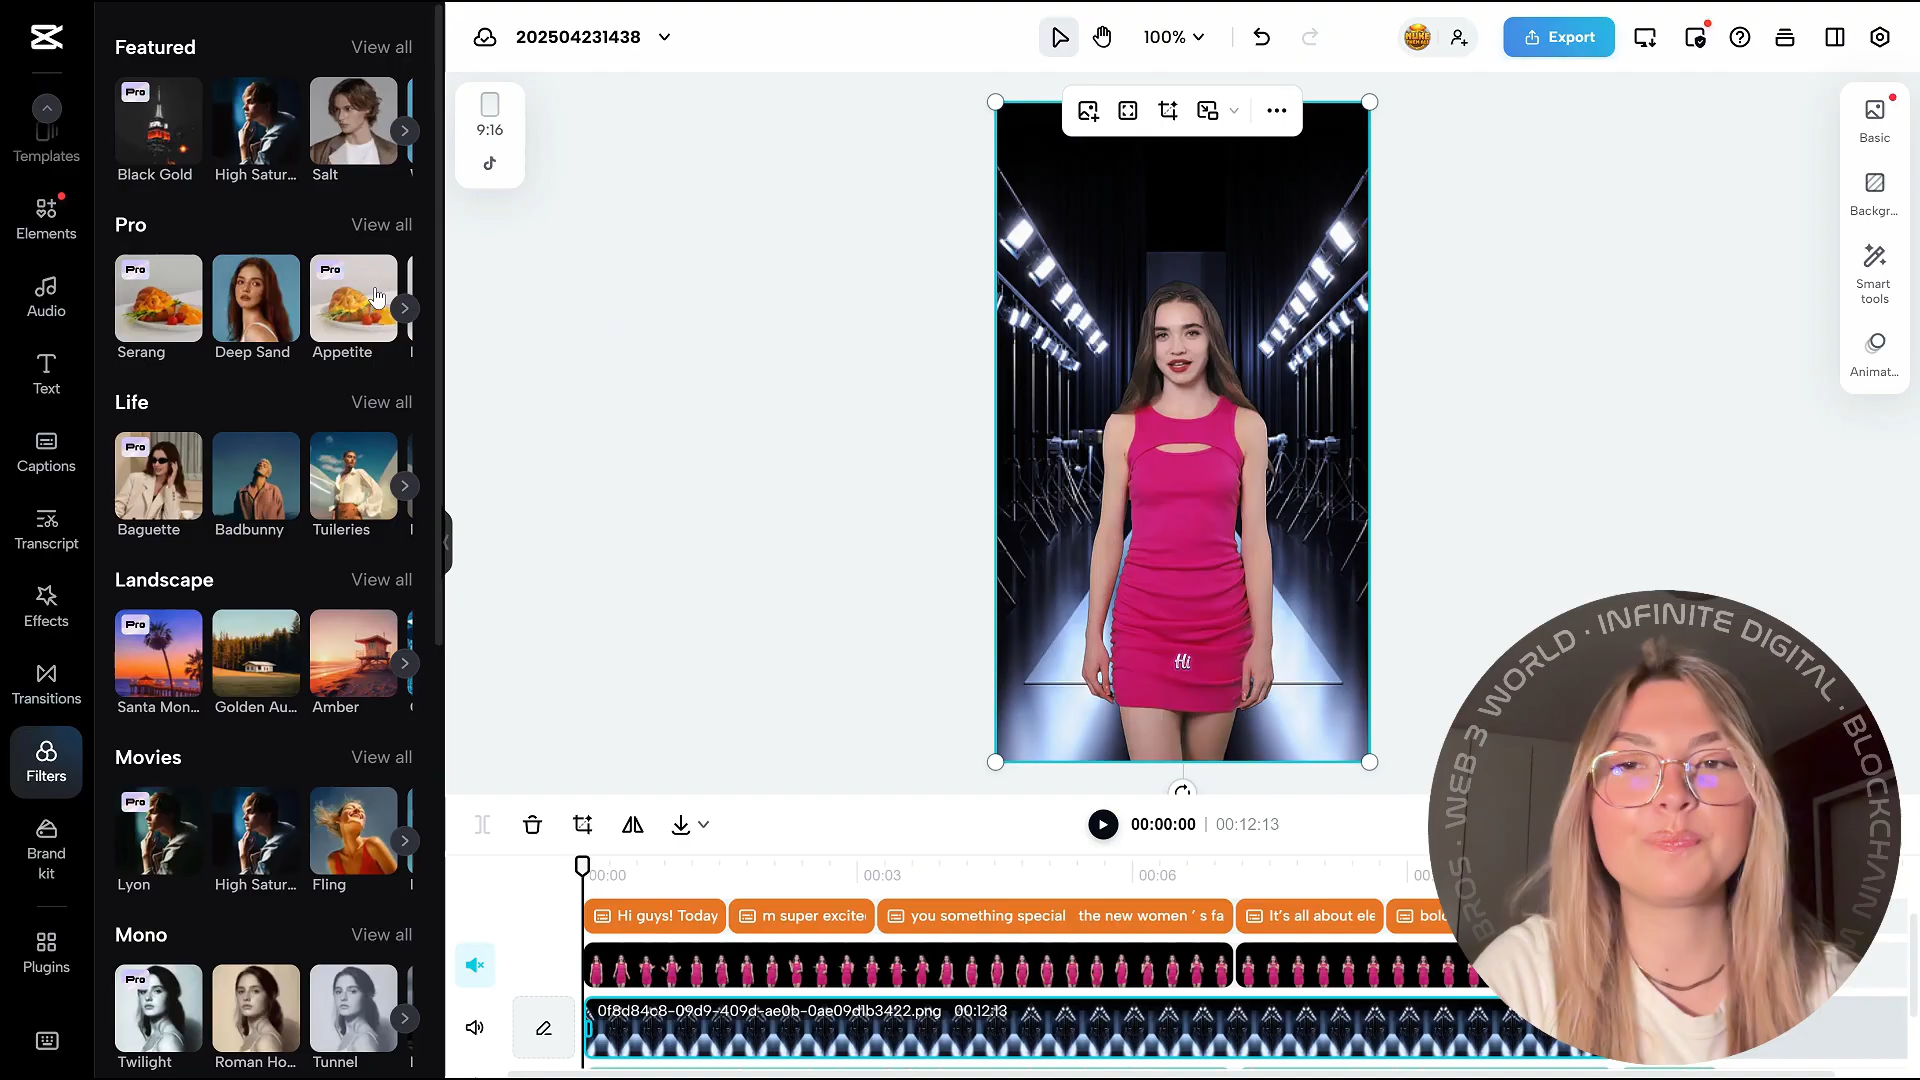 Templates
Elements
Audio
Text
Captions
Transcript
Effects
Transitions
Filters
Brand
kit
Plugins
Featured
View all
Pro
Black Gold
High Satur...
Salt
Pro
View all
Pro
Pro
Serang
Deep Sand
Appetite
Life
View all
Pro
Baguette
Badbunny
Tuileries
Landscape
View all
Pro
Santa Mon...
Golden Au...
Amber
Movies
View all
Pro
Lyon
High Satur...
Fling
Mono
View all
Pro
Twilight
Roman Ho...
Tunnel
202504231438
100%
Export
9:16
Basic
Backgr...
Smart
tools
Animat...
Hi
00:00:00 | 00:12:13
00:00
00:03
00:06
Hi guys! Today
m super excite
you something special the new women ' s fa
It's all about ele
bol
0f8d84c8-09d9-409d-ae0b-0ae09d1b3422.png 00:12:13
BROS · WEB 3 WORLD · INFINITE DIGITAL · BLOCKCHAIN